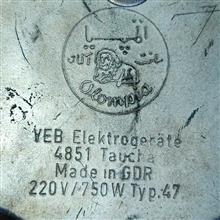 Olympia
VEB Elektrogeräte
4851 Taucha
Made in GDR
220V/750W Typ.47